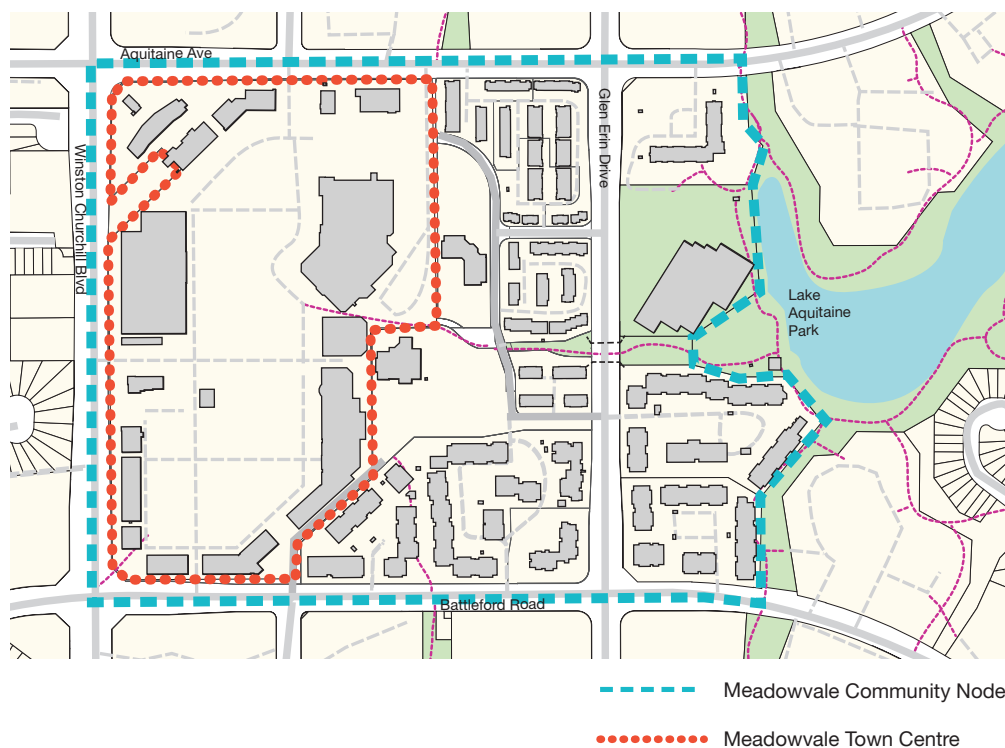 Aquitaine Ave
Winston Churchill Blvd
Glen Erin Drive
Lake
Aquitaine
Park
Battleford Road
Meadowvale Community Node
Meadowvale Town Centre